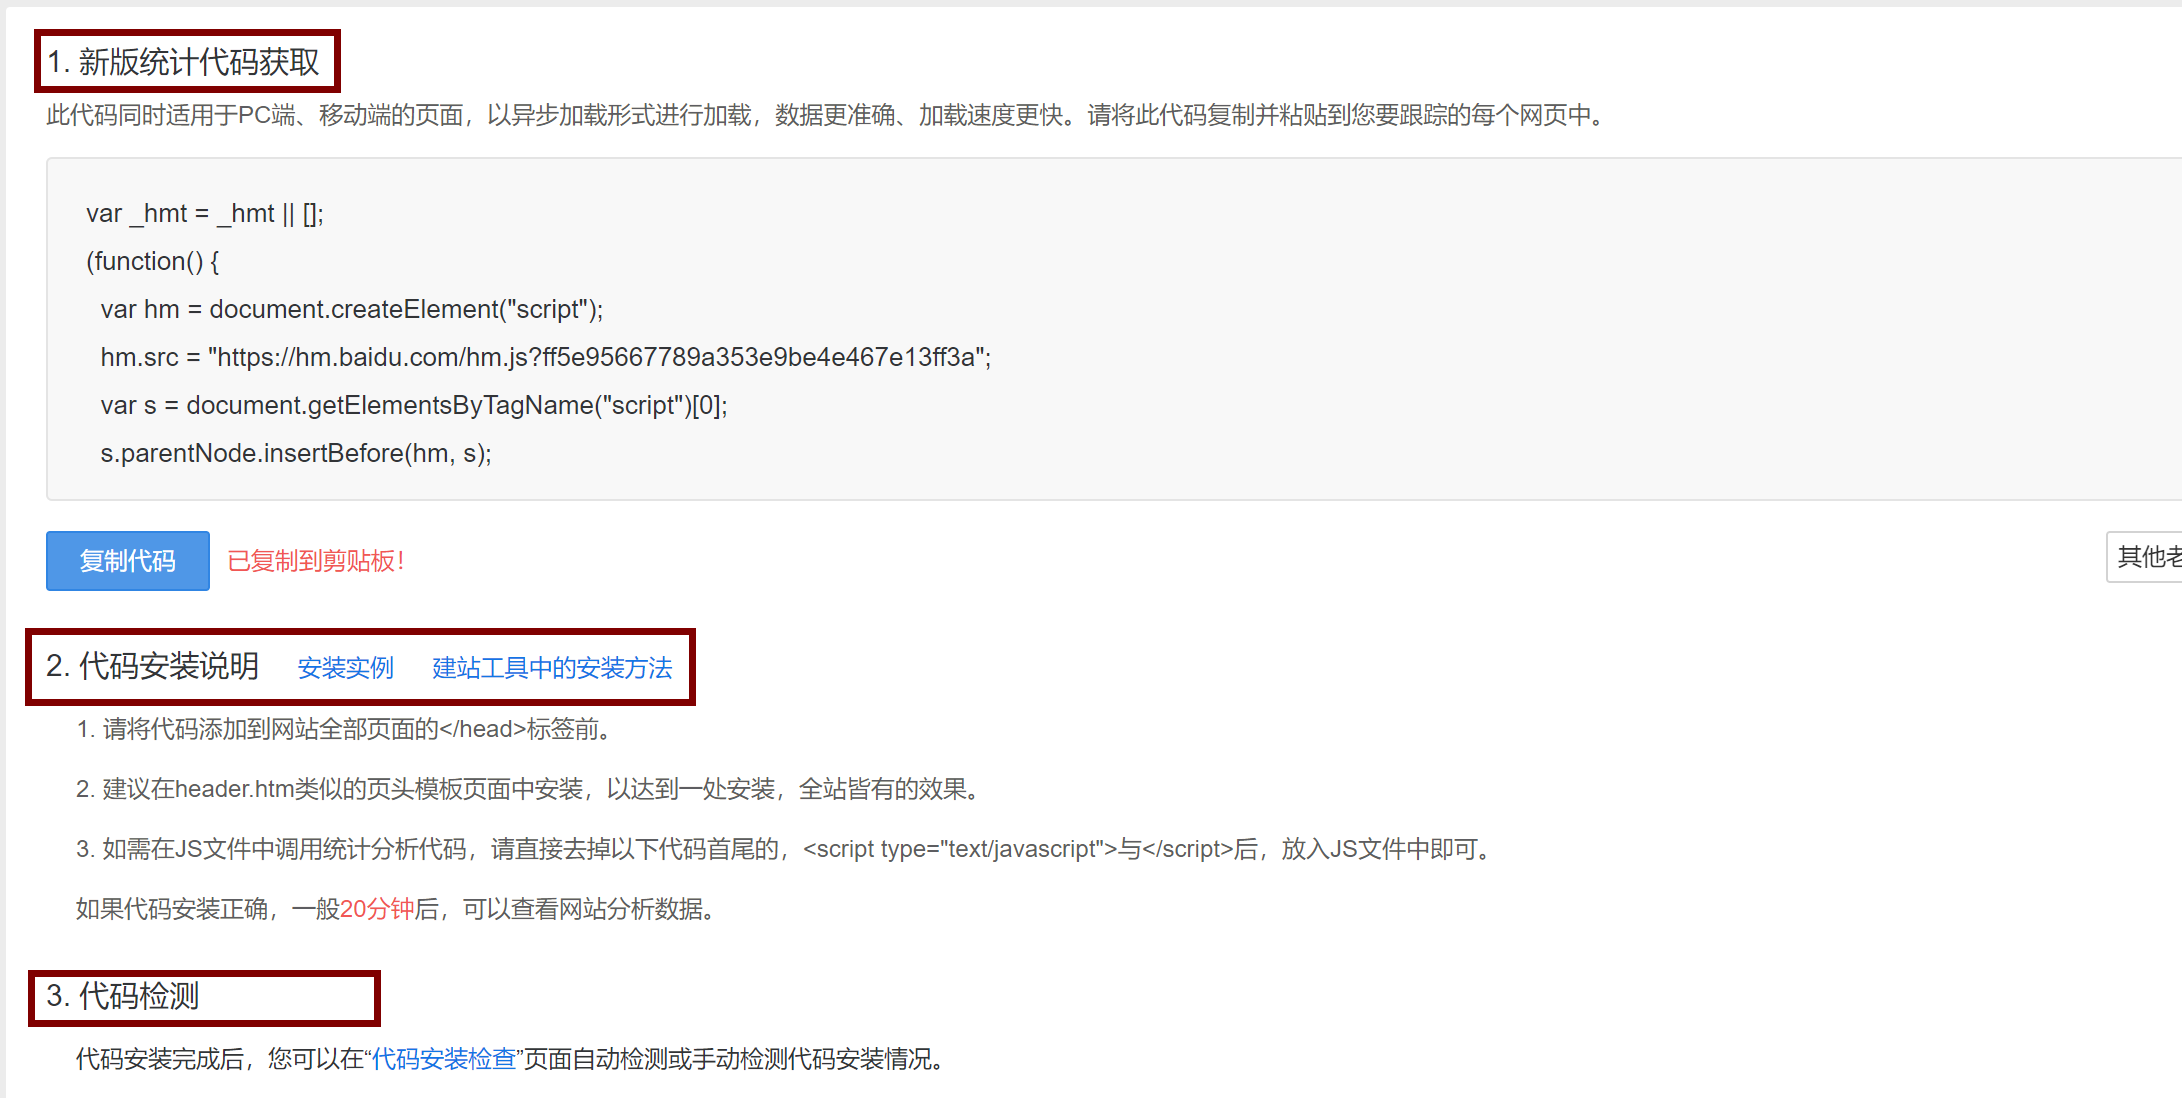 1. 新版统计代码获取
此代码同时适用于PC端、移动端的页面，以异步加载形式进行加载，数据更准确、加载速度更快。请将此代码复制并粘贴到您要跟踪的每个网页中。
var _hmt = _hmt || [];
(function() {
  var hm = document.createElement("script");
  hm.src = "https://hm.baidu.com/hm.js?ff5e95667789a353e9be4e467e13ff3a";
  var s = document.getElementsByTagName("script")[0];
  s.parentNode.insertBefore(hm, s);
复制代码 已复制到剪贴板！ 其他老
2. 代码安装说明 安装实例 建站工具中的安装方法
1. 请将代码添加到网站全部页面的</head>标签前。
2. 建议在header.htm类似的页头模板页面中安装，以达到一处安装，全站皆有的效果。
3. 如需在JS文件中调用统计分析代码，请直接去掉以下代码首尾的，<script type="text/javascript">与</script>后，放入JS文件中即可。
如果代码安装正确，一般20分钟后，可以查看网站分析数据。
3. 代码检测
代码安装完成后，您可以在“代码安装检查”页面自动检测或手动检测代码安装情况。